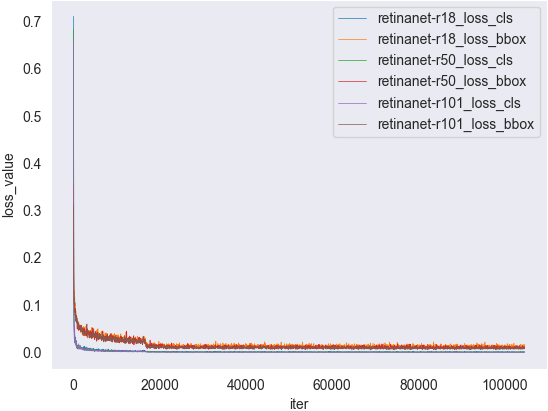 retinanet-r18_loss_cls
retinanet-r18_loss_bbox
retinanet-r50_loss_cls
retinanet-r50_loss_bbox
retinanet-r101_loss_cls
retinanet-r101_loss_bbox
loss_value
0.7
0.6
0.5
0.4
0.3
0.2
0.1
0.0
0 20000 40000 60000 80000 100000
iter